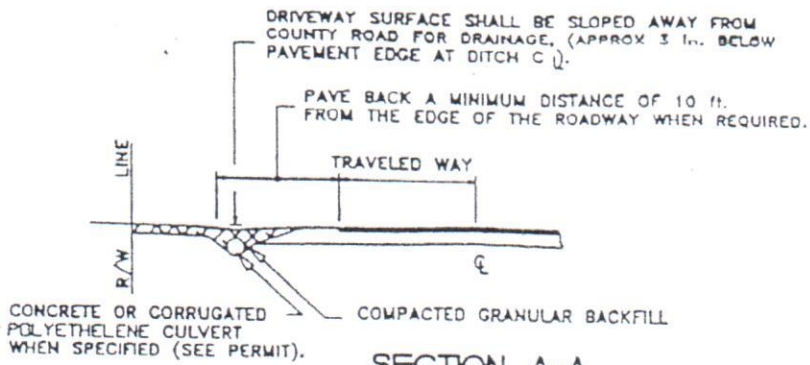 DRIVEWAY SURFACE SHALL BE SLOPED AWAY FROM
COUNTY ROAD FOR DRAINAGE, (APPROX 3 in. BELOW
PAVEMENT EDGE AT DITCH C L).
PAVE BACK A MINIMUM DISTANCE OF 10 ft.
FROM THE EDGE OF THE ROADWAY WHEN REQUIRED.
TRAVELED WAY
LINE
R/W
CL
CONCRETE OR CORRUGATED
POLYETHELENE CULVERT
WHEN SPECIFIED (SEE PERMIT).
COMPACTED GRANULAR BACKFILL
SECTION A-A